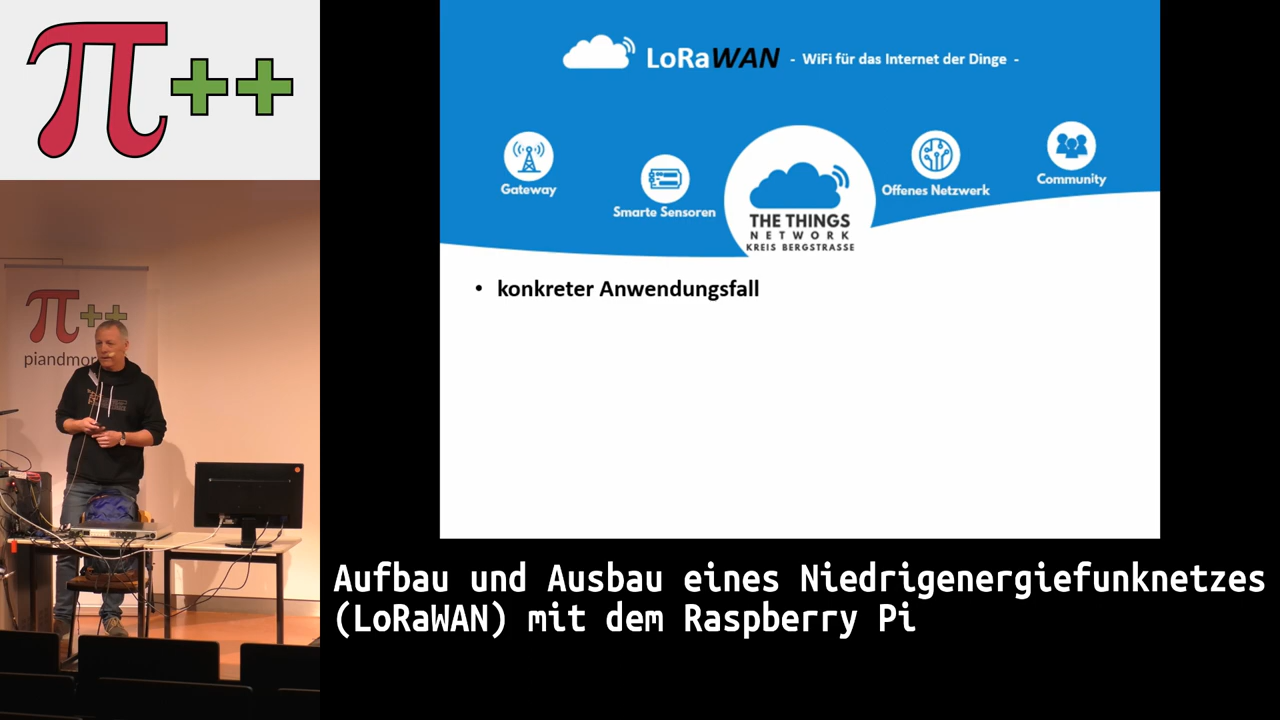 π++
LoRaWAN - WiFi für das Internet der Dinge -
Gateway
Smarte Sensoren
THE THINGS
NETWORK
KREIS BERGSTRASSE
Offenes Netzwerk
Community
• konkreter Anwendungsfall
π++
piandmor
Aufbau und Ausbau eines Niedrigenergiefunknetzes
(LoRaWAN) mit dem Raspberry Pi